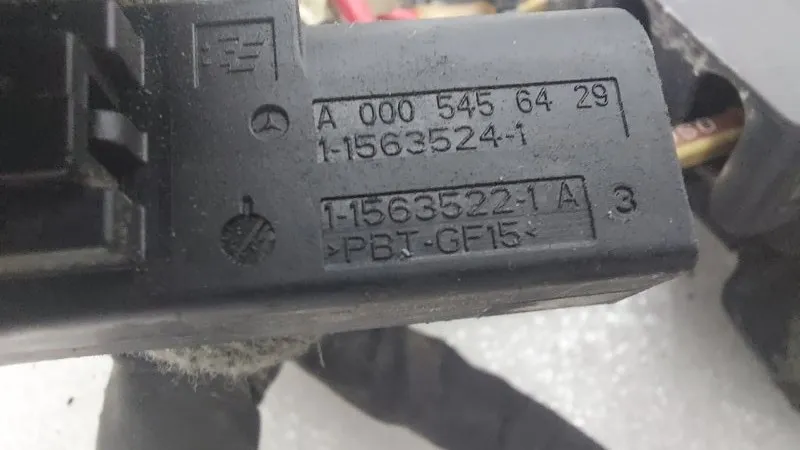 A 000 545 64 29
1-1563524-1
1-1563522-1 A 3
>PBT-GF15<